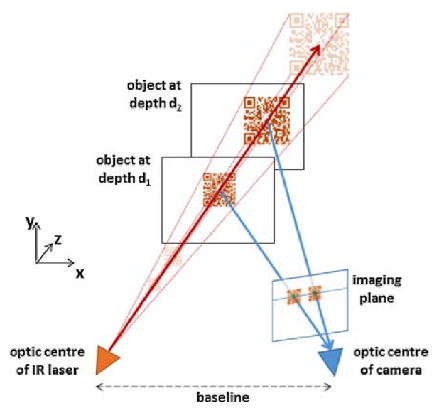 object at
depth d₂
object at
depth d₁
y
z
x
imaging
plane
optic centre
of IR laser
optic centre
of camera
baseline